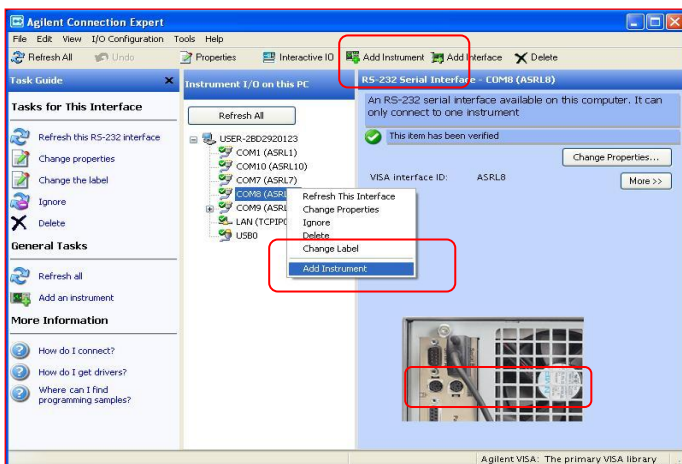 Agilent Connection Expert
File Edit View I/O Configuration Tools Help
Refresh All Undo Properties Interactive IO Add Instrument Add Interface Delete
Task Guide
Tasks for This Interface
Refresh this RS-232 interface
Change properties
Change the label
Ignore
Delete
General Tasks
Refresh all
Add an instrument
More Information
How do I connect?
How do I get drivers?
Where can I find
programming samples?
Instrument I/O on this PC
Refresh All
USER-2BD2920123
COM1 (ASRL1)
COM10 (ASRL10)
COM7 (ASRL7)
COM8 (ASRL
COM9 (ASRL
LAN (TCPIP0
USB0
Refresh This Interface
Change Properties
Ignore
Delete
Change Label
Add Instrument
RS-232 Serial Interface - COM8 (ASRL8)
An RS-232 serial interface available on this computer. It can
only connect to one instrument
This item has been verified
Change Properties...
VISA interface ID: ASRL8
More >>
Agilent VISA: The primary VISA library